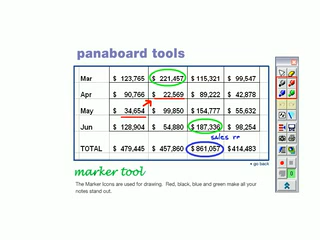 panaboard tools
Mar $ 123,765 $ 221,457 $ 115,321 $ 99,547
Apr $ 90,766 $ 22,569 $ 89,222 $ 42,878
May $ 34,654 $ 99,850 $ 154,777 $ 55,632
Jun $ 128,904 $ 54,880 $ 187,336 $ 98,254
sales
TOTAL $ 479,445 $ 457,860 $ 861,057 $414,483
go back
marker tool
The Marker Icons are used for drawing. Red, black, blue and green make all your
notes stand out.